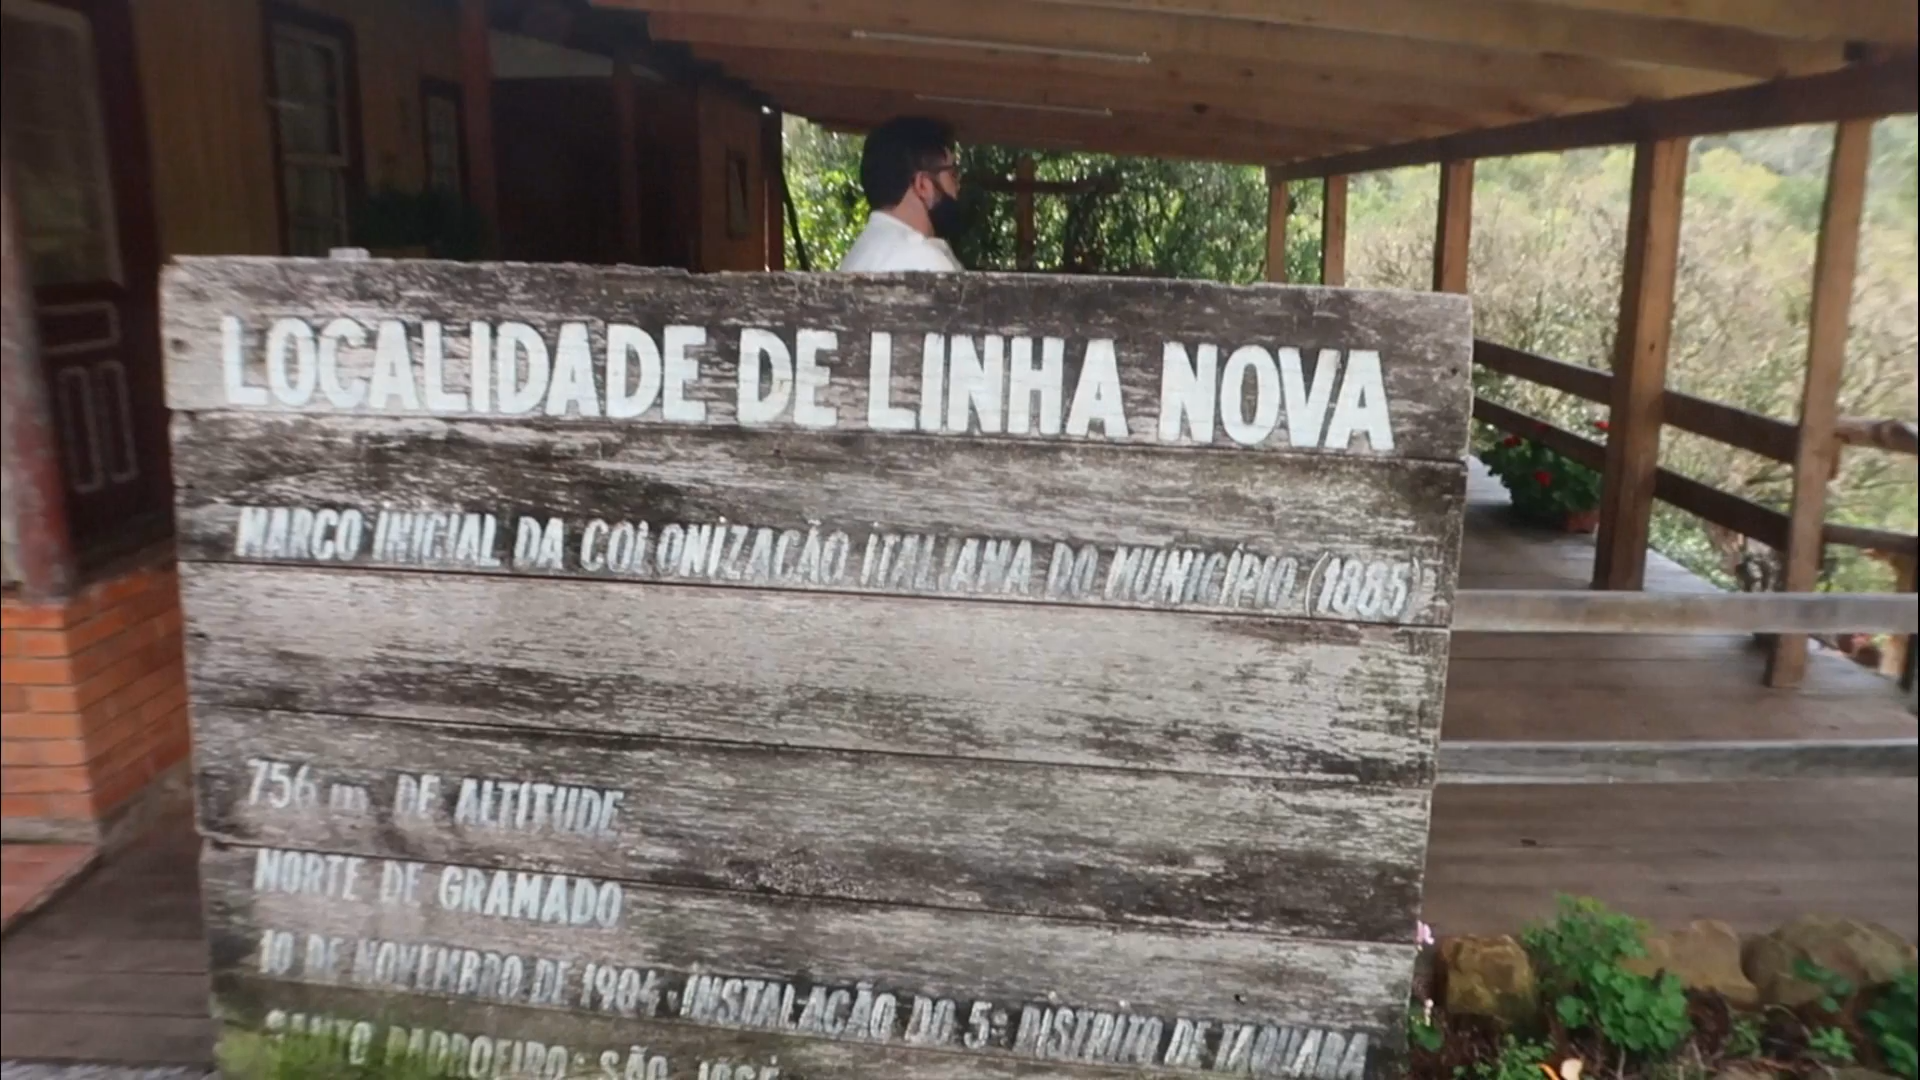 LOCALIDADE DE LINHA NOVA
MARCO INICIAL DA COLONIZAÇÃO ITALIANA DO MUNICÍPIO (1885)
756 m DE ALTITUDE
NORTE DE GRAMADO
10 DE NOVEMBRO DE 1904 - INSTALAÇÃO DO 5º DISTRITO DE TAQUARA
SANTO PADROEIRO: SÃO JOSÉ